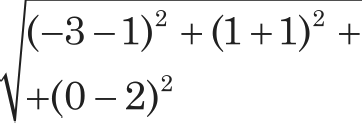 √(-3-1)² + (1+1)² +
+(0-2)²